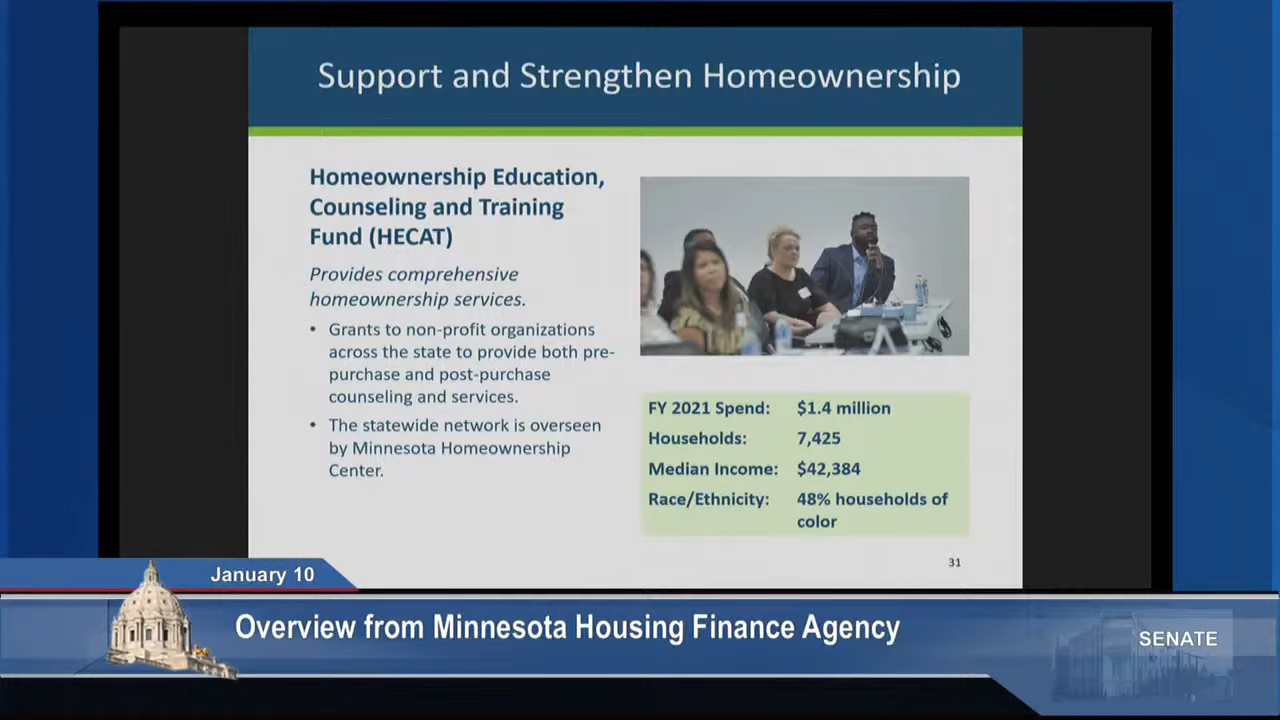 Support and Strengthen Homeownership
Homeownership Education,
Counseling and Training
Fund (HECAT)
Provides comprehensive
homeownership services.
• Grants to non-profit organizations
across the state to provide both pre-
purchase and post-purchase
counseling and services.
• The statewide network is overseen
by Minnesota Homeownership
Center.
FY 2021 Spend: $1.4 million
Households: 7,425
Median Income: $42,384
Race/Ethnicity: 48% households of
color
31
January 10
Overview from Minnesota Housing Finance Agency
SENATE